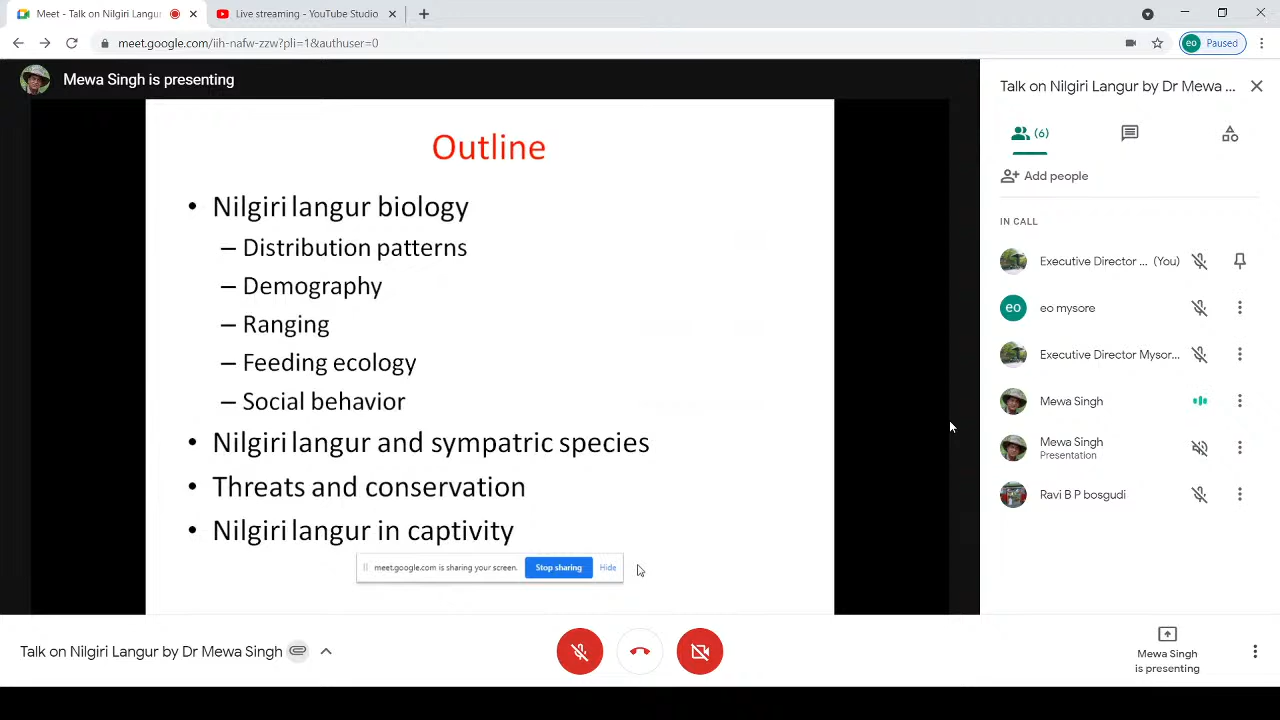 Meet - Talk on Nilgiri Langur
Live streaming - YouTube Studio
meet.google.com/iih-nafw-zzw?pli=1&authuser=0
eo Paused
Mewa Singh is presenting
Outline
• Nilgiri langur biology
– Distribution patterns
– Demography
– Ranging
– Feeding ecology
– Social behavior
• Nilgiri langur and sympatric species
• Threats and conservation
• Nilgiri langur in captivity
meet.google.com is sharing your screen. Stop sharing Hide
Talk on Nilgiri Langur by Dr Mewa ...
(6)
Add people
IN CALL
Executive Director ... (You)
eo eo mysore
Executive Director Mysor...
Mewa Singh
Mewa Singh
Presentation
Ravi B P bosgudi
Talk on Nilgiri Langur by Dr Mewa Singh
Mewa Singh
is presenting